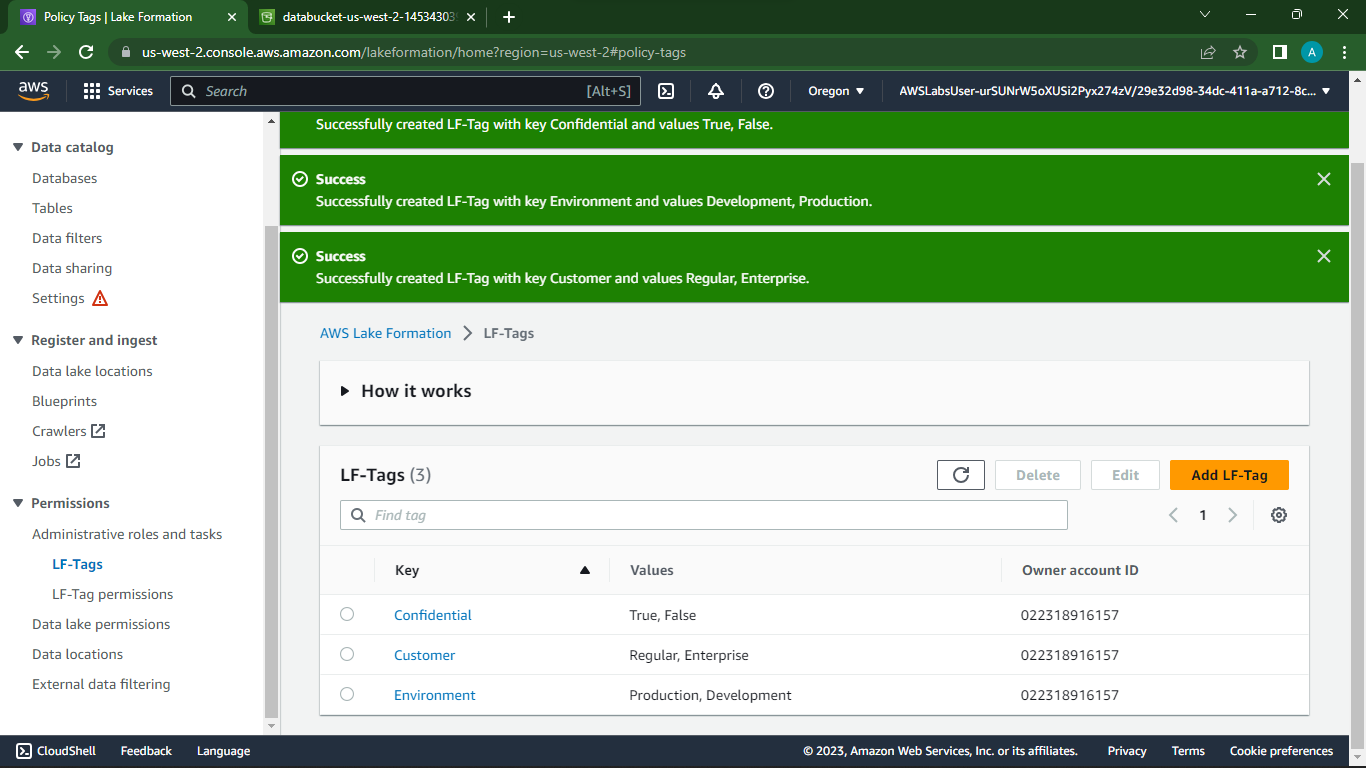 Policy Tags | Lake Formation
databucket-us-west-2-14534303
us-west-2.console.aws.amazon.com/lakeformation/home?region=us-west-2#policy-tags
A
aws
Services
Search
[Alt+S]
Oregon
AWSLabsUser-urSUNrW5oXUSi2Pyx274zV/29e32d98-34dc-411a-a712-8c...
Data catalog
Databases
Tables
Data filters
Data sharing
Settings
Register and ingest
Data lake locations
Blueprints
Crawlers
Jobs
Permissions
Administrative roles and tasks
LF-Tags
LF-Tag permissions
Data lake permissions
Data locations
External data filtering
Successfully created LF-Tag with key Confidential and values True, False.
Success
Successfully created LF-Tag with key Environment and values Development, Production.
Success
Successfully created LF-Tag with key Customer and values Regular, Enterprise.
AWS Lake Formation > LF-Tags
How it works
LF-Tags (3)
Delete
Edit
Add LF-Tag
Find tag
1
Key Values Owner account ID
Confidential True, False 022318916157
Customer Regular, Enterprise 022318916157
Environment Production, Development 022318916157
CloudShell
Feedback
Language
© 2023, Amazon Web Services, Inc. or its affiliates.
Privacy
Terms
Cookie preferences